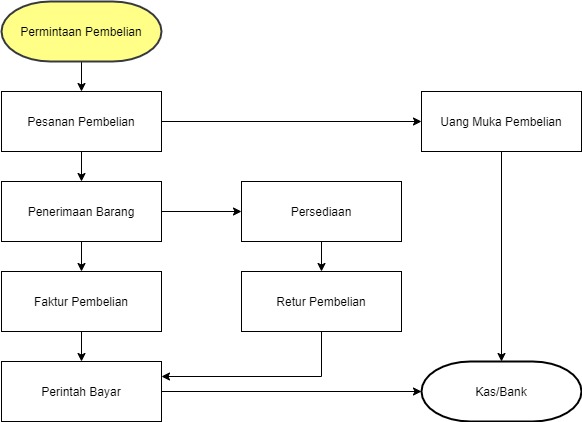 Permintaan Pembelian
Pesanan Pembelian
Uang Muka Pembelian
Penerimaan Barang
Persediaan
Faktur Pembelian
Retur Pembelian
Perintah Bayar
Kas/Bank